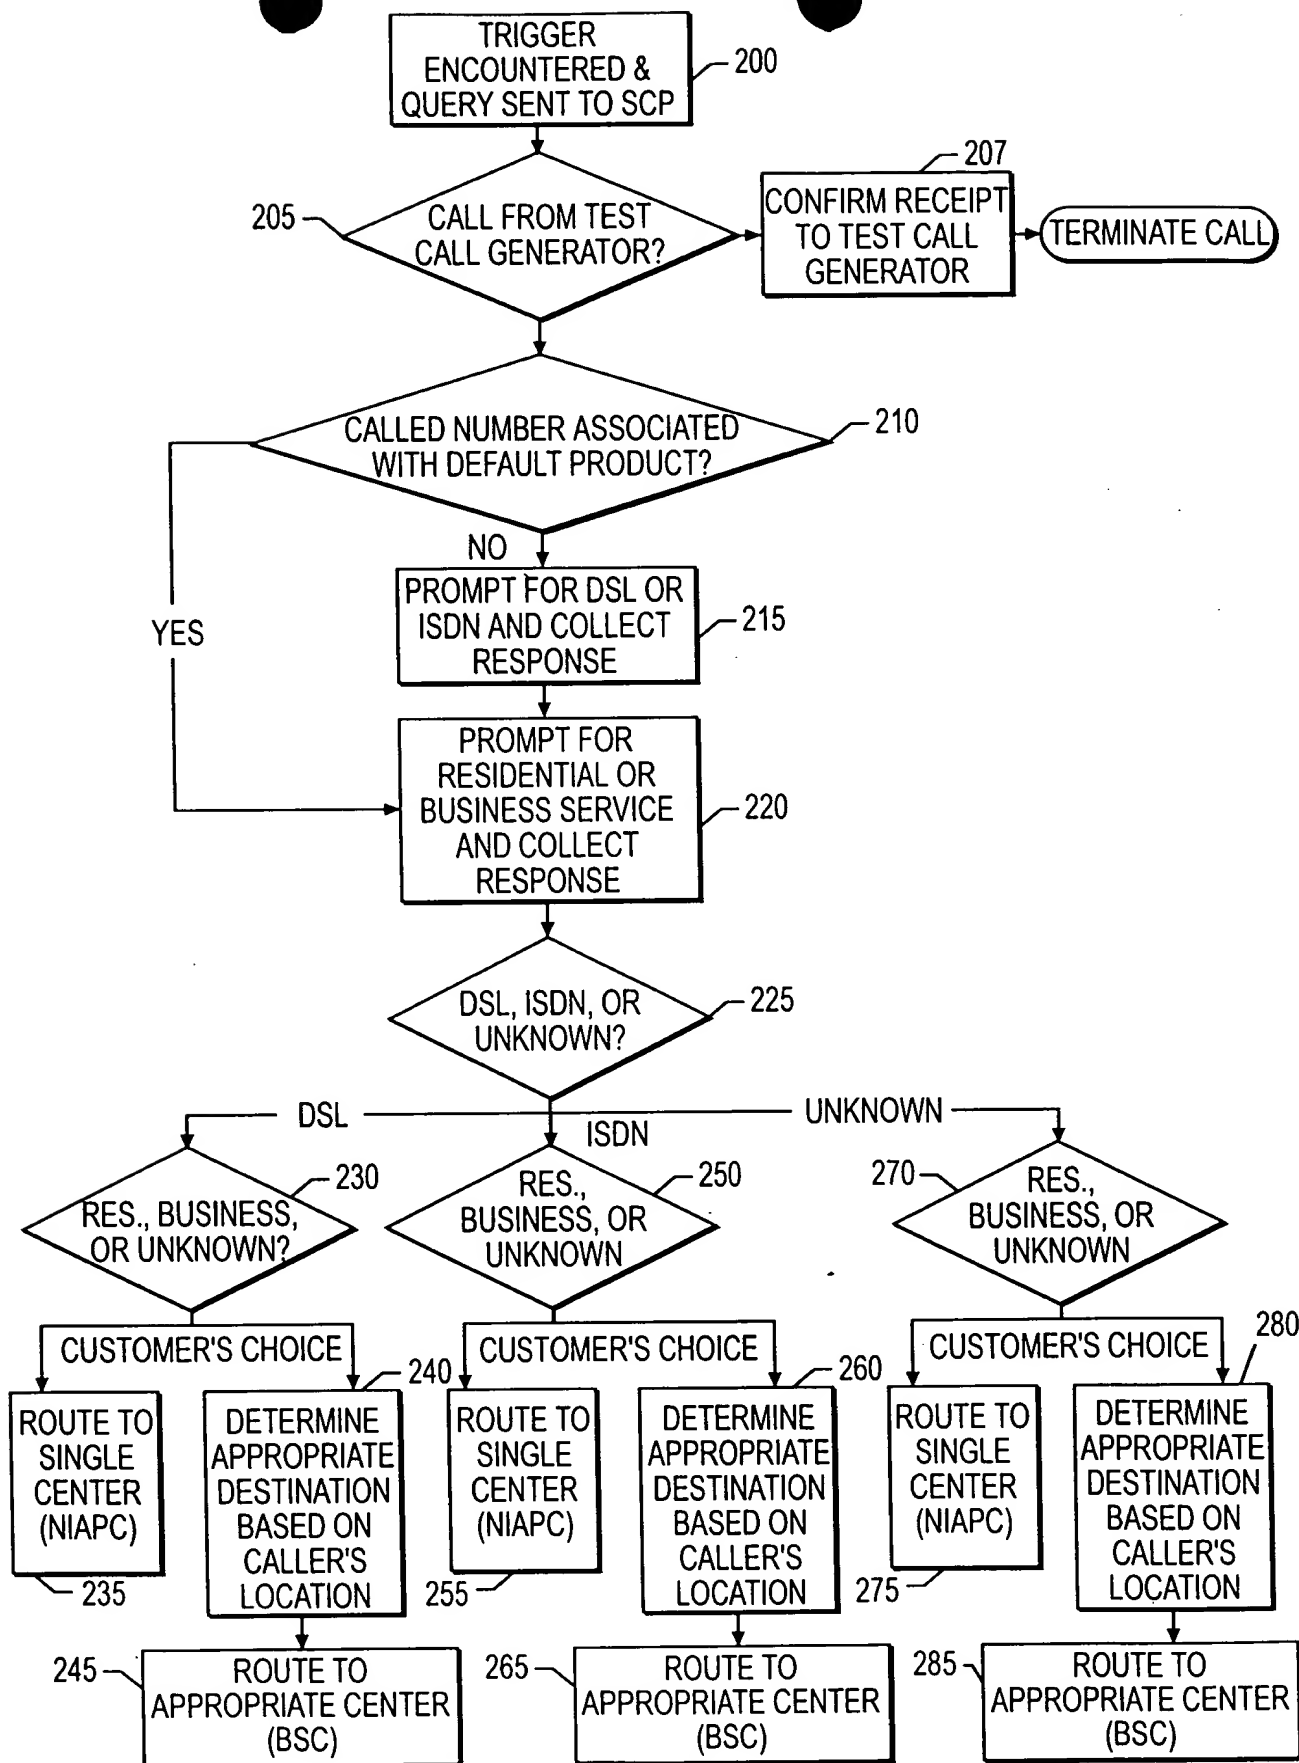 TRIGGER
ENCOUNTERED &
QUERY SENT TO SCP
200
205
CALL FROM TEST
CALL GENERATOR?
207
CONFIRM RECEIPT
TO TEST CALL
GENERATOR
TERMINATE CALL
CALLED NUMBER ASSOCIATED
WITH DEFAULT PRODUCT?
210
NO
YES
PROMPT FOR DSL OR
ISDN AND COLLECT
RESPONSE
215
PROMPT FOR
RESIDENTIAL OR
BUSINESS SERVICE
AND COLLECT
RESPONSE
220
DSL, ISDN, OR
UNKNOWN?
225
DSL
ISDN
UNKNOWN
RES., BUSINESS,
OR UNKNOWN?
230
RES.,
BUSINESS, OR
UNKNOWN
250
270
RES.,
BUSINESS, OR
UNKNOWN
CUSTOMER'S CHOICE
CUSTOMER'S CHOICE
CUSTOMER'S CHOICE
ROUTE TO
SINGLE
CENTER
(NIAPC)
235
240
DETERMINE
APPROPRIATE
DESTINATION
BASED ON
CALLER'S
LOCATION
ROUTE TO
SINGLE
CENTER
(NIAPC)
255
260
DETERMINE
APPROPRIATE
DESTINATION
BASED ON
CALLER'S
LOCATION
ROUTE TO
SINGLE
CENTER
(NIAPC)
275
280
DETERMINE
APPROPRIATE
DESTINATION
BASED ON
CALLER'S
LOCATION
245
ROUTE TO
APPROPRIATE CENTER
(BSC)
265
ROUTE TO
APPROPRIATE CENTER
(BSC)
285
ROUTE TO
APPROPRIATE CENTER
(BSC)